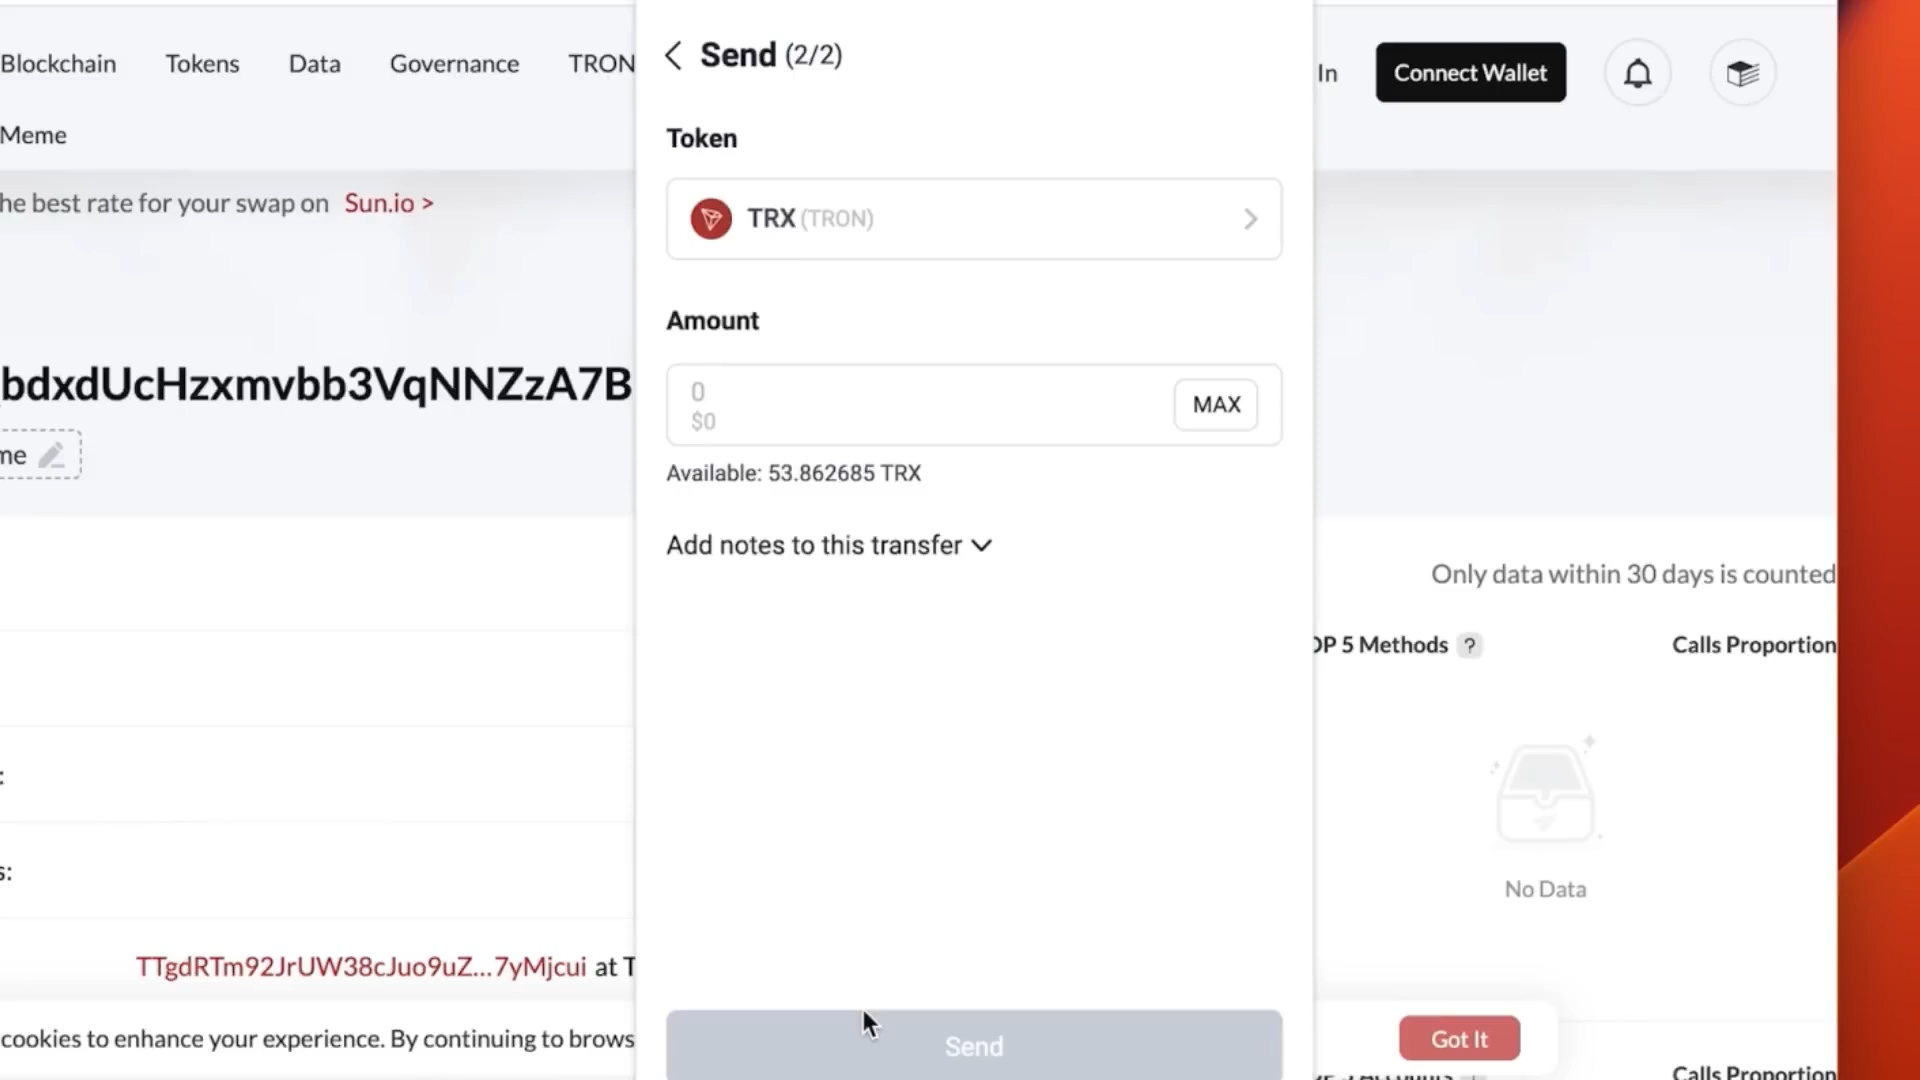 Blockchain Tokens Data Governance TRON
In Connect Wallet
Meme
he best rate for your swap on Sun.io >
bdxdUcHzxmvbb3VqNNZzA7B
me
:
s:
TTgdRTm92JrUW38cJuo9uZ...7yMjcui at T
cookies to enhance your experience. By continuing to brows
Send (2/2)
Token
TRX (TRON)
Amount
0
$0
MAX
Available: 53.862685 TRX
Add notes to this transfer
Send
Only data within 30 days is counted
OP 5 Methods ? Calls Proportion
No Data
Got It
Calls Proportion